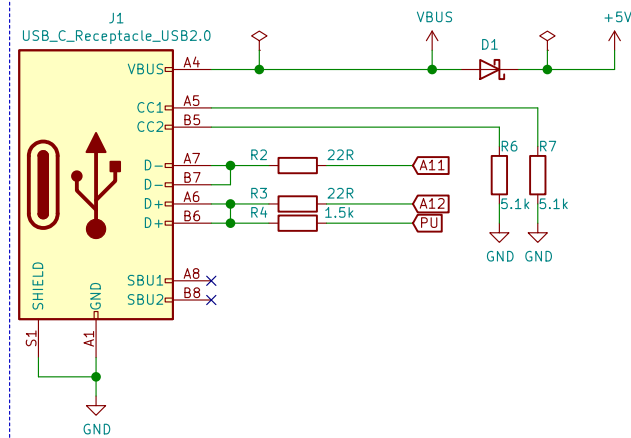 J1
USB_C_Receptacle_USB2.0
VBUS
+5V
D1
VBUS A4
CC1 A5
CC2 B5
R6 R7
5.1k 5.1k
GND GND
D- A7 R2 22R A11
D- B7
D+ A6 R3 22R A12
D+ B6 R4 1.5k PU
SBU1 A8
SBU2 B8
SHIELD
GND
S1
A1
GND